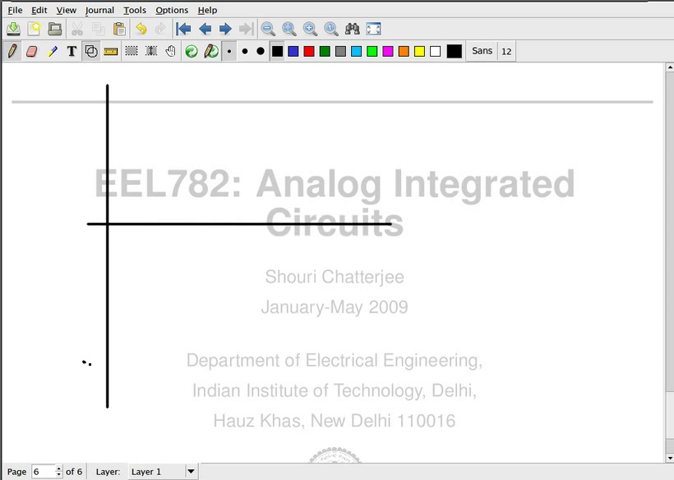 File Edit View Journal Tools Options Help
Sans 12
EEL782: Analog Integrated
Circuits
Shouri Chatterjee
January-May 2009
Department of Electrical Engineering,
Indian Institute of Technology, Delhi,
Hauz Khas, New Delhi 110016
Page 6 of 6 Layer: Layer 1